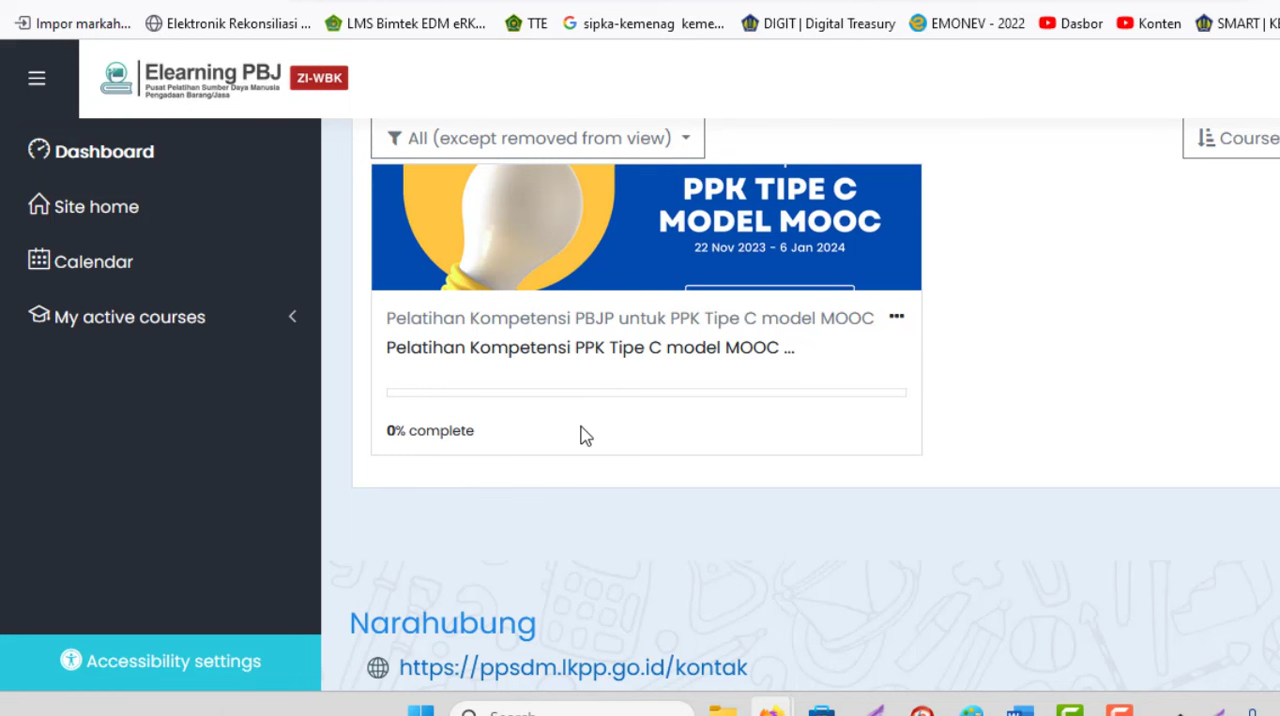 Impor markah... Elektronik Rekonsiliasi ... LMS Bimtek EDM eRK... TTE sipka-kemenag keme... DIGIT | Digital Treasury EMONEV - 2022 Dasbor Konten SMART | KE
Elearning PBJ ZI-WBK
Pusat Pelatihan Sumber Daya Manusia
Pengadaan Barang/Jasa
All (except removed from view) Course
Dashboard
Site home
Calendar
My active courses
PPK TIPE C
MODEL MOOC
22 Nov 2023 - 6 Jan 2024
Pelatihan Kompetensi PBJP untuk PPK Tipe C model MOOC
Pelatihan Kompetensi PPK Tipe C model MOOC ...
0% complete
Narahubung
https://ppsdm.lkpp.go.id/kontak
Accessibility settings
Search